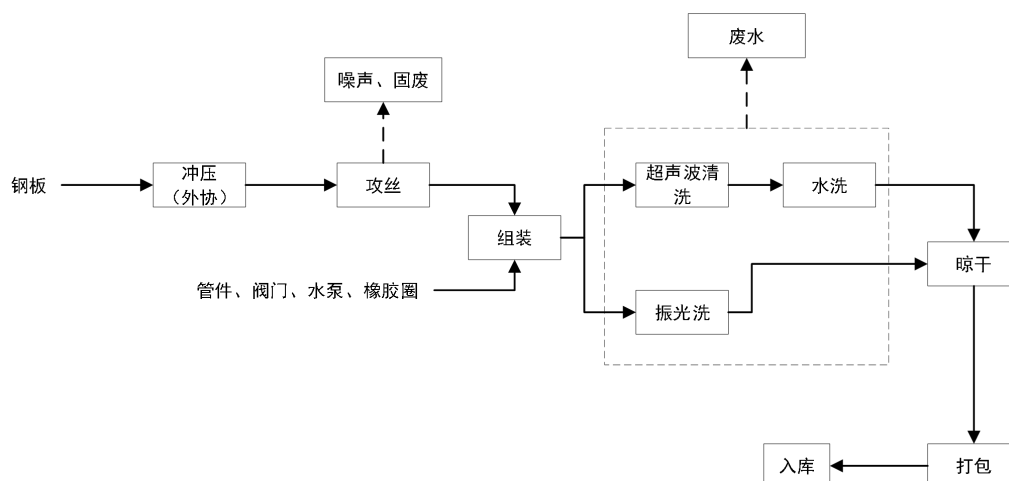 废水
噪声、固废
钢板
冲压
（外协）
攻丝
超声波清
洗
水洗
组装
晾干
管件、阀门、水泵、橡胶圈
振光洗
入库
打包